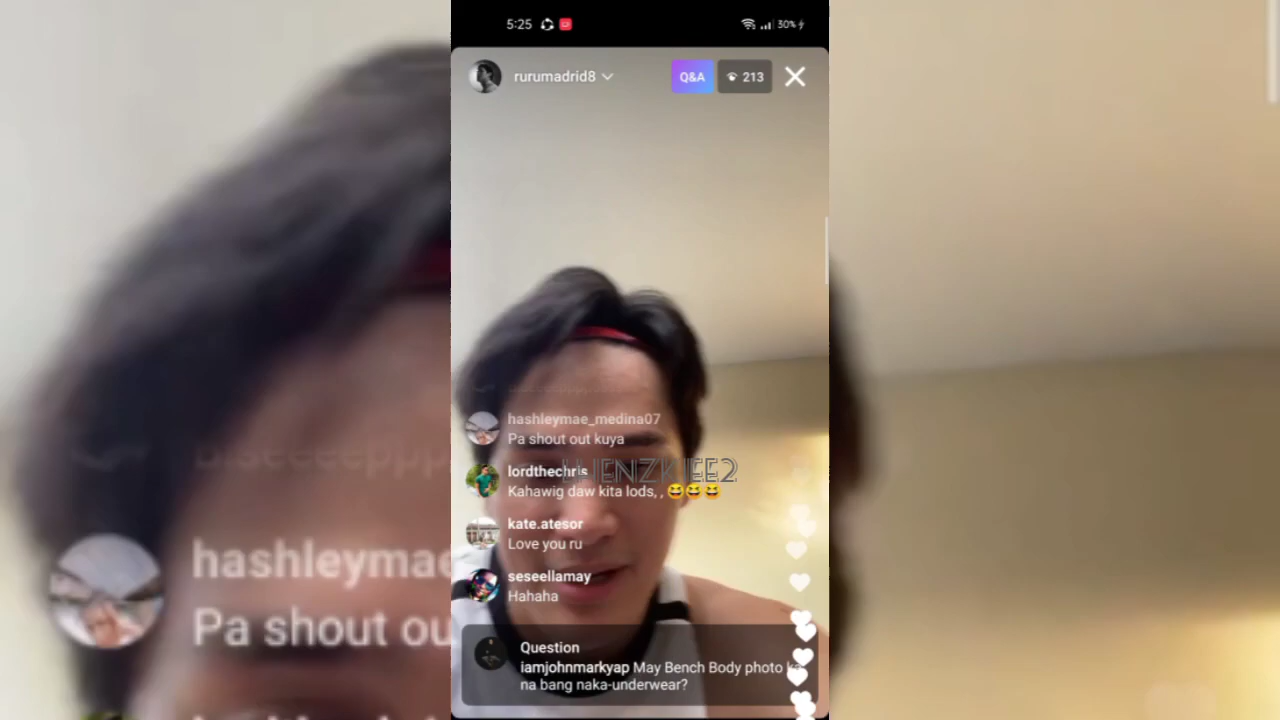 5:25
30%
rurumadrid8
Q&A
213
hashleymae_medina07
Pa shout out kuya
lordthechris
LHENZKIEE2
Kahawig daw kita lods, , 😆😆😆
kate.atesor
Love you ru
seseellamay
Hahaha
Question
iamjohnmarkyap May Bench Body photo
na bang naka-underwear?
hashleymae
Pa shout ou